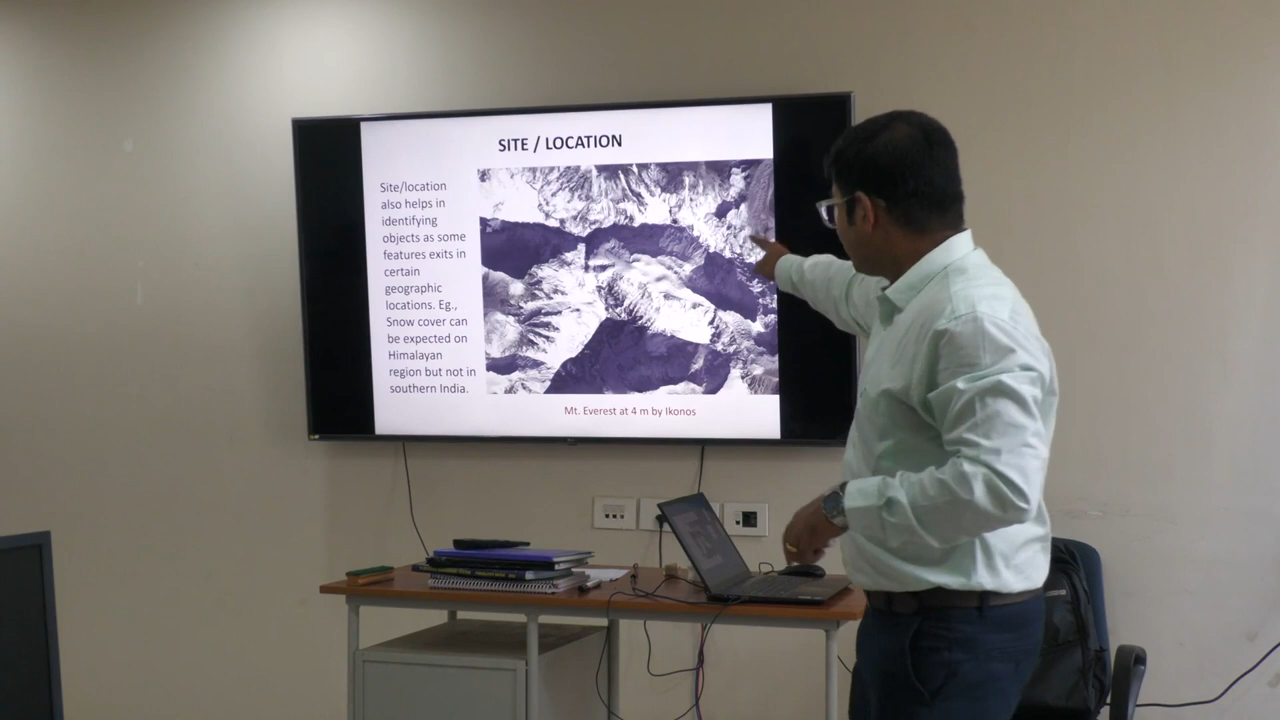 SITE / LOCATION
Site/location
also helps in
identifying
objects as some
features exits in
certain
geographic
locations. Eg.,
Snow cover can
be expected on
Himalayan
region but not in
southern India.
Mt. Everest at 4 m by Ikonos